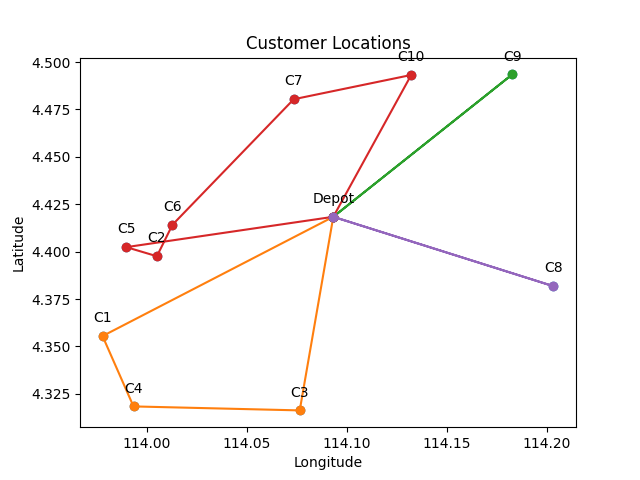 Customer Locations
4.500
4.475
4.450
4.425
4.400
4.375
4.350
4.325
Latitude
C10
C9
C7
Depot
C6
C5
C2
C8
C1
C4
C3
114.00
114.05
114.10
114.15
114.20
Longitude